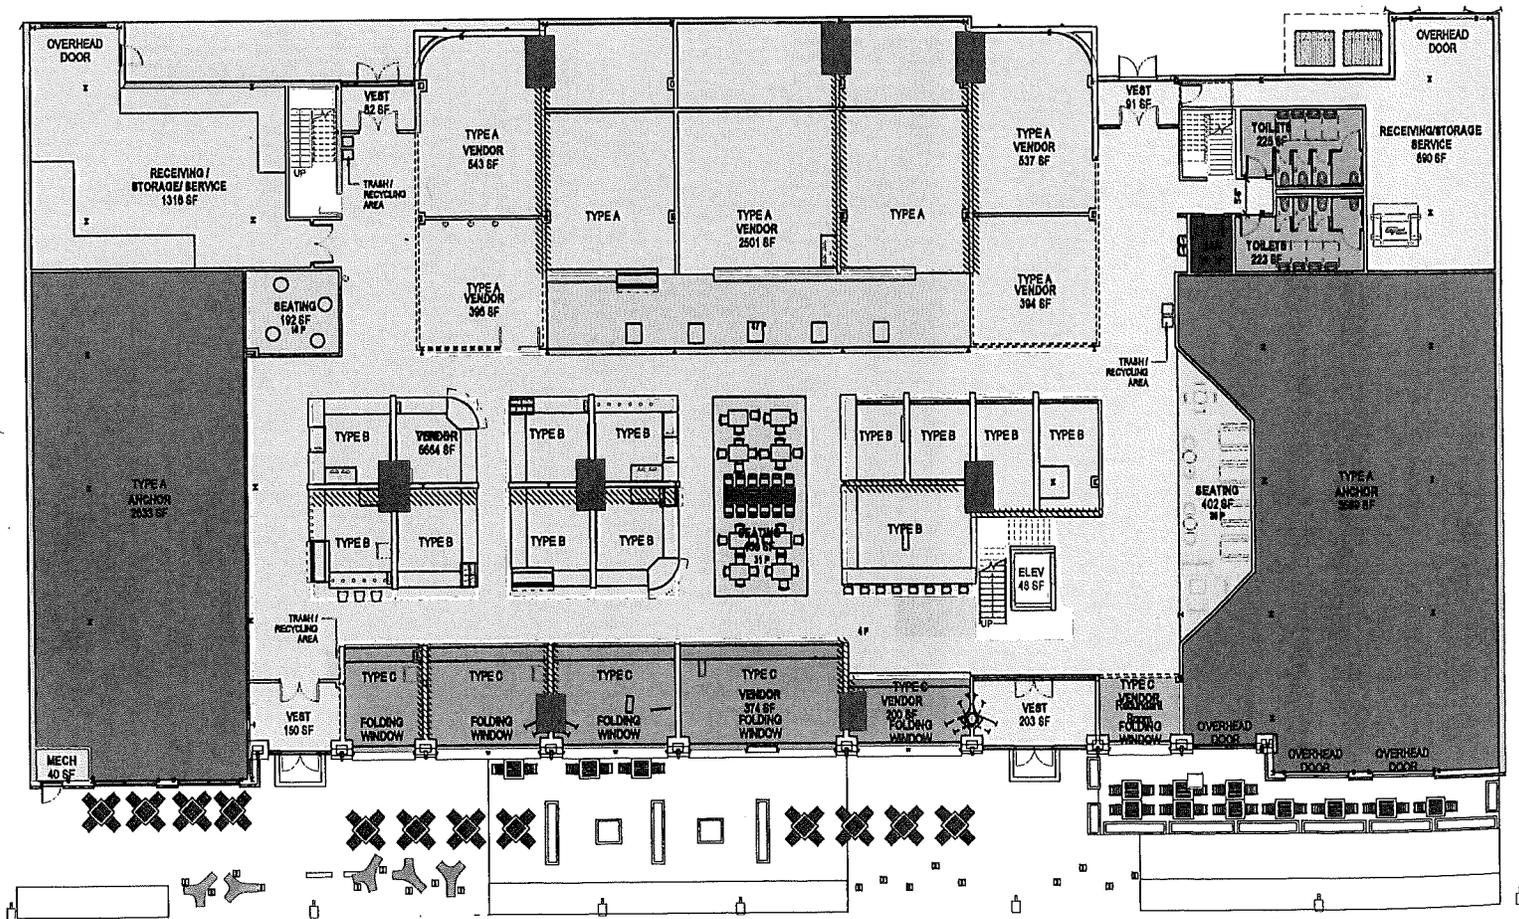 OVERHEAD
DOOR
OVERHEAD
DOOR
VEST
82 SF
VEST
91 SF
TYPE A
VENDOR
543 SF
TYPE A
VENDOR
537 SF
TOILETS
225 SF
RECEIVING/STORAGE
SERVICE
890 SF
RECEIVING /
STORAGE/ SERVICE
1316 SF
UP
TRASH /
RECYCLING
AREA
TYPE A
TYPE A
VENDOR
2501 SF
TYPE A
TOILETS
223 SF
TYPE A
VENDOR
395 SF
TYPE A
VENDOR
394 SF
SEATING
192 SF
47 P
TRASH /
RECYCLING
AREA
TYPE B
VENDOR
5664 SF
TYPE B
TYPE B
TYPE B
TYPE B
TYPE B
TYPE B
TYPE A
ANCHOR
2633 SF
SEATING
402 SF
TYPE A
ANCHOR
TYPE B
TYPE B
TYPE B
TYPE B
TYPE B
SEATING
31 P
ELEV
48 SF
UP
TRASH /
RECYCLING
AREA
4 P
TYPE C
TYPE C
TYPE C
TYPE C
TYPE C
TYPE C
VENDOR
374 SF
VENDOR
200 SF
VENDOR
VEST
150 SF
VEST
203 SF
FOLDING
WINDOW
FOLDING
WINDOW
FOLDING
WINDOW
FOLDING
WINDOW
FOLDING
WINDOW
FOLDING
WINDOW
OVERHEAD
DOOR
OVERHEAD
DOOR
OVERHEAD
DOOR
MECH
40 SF